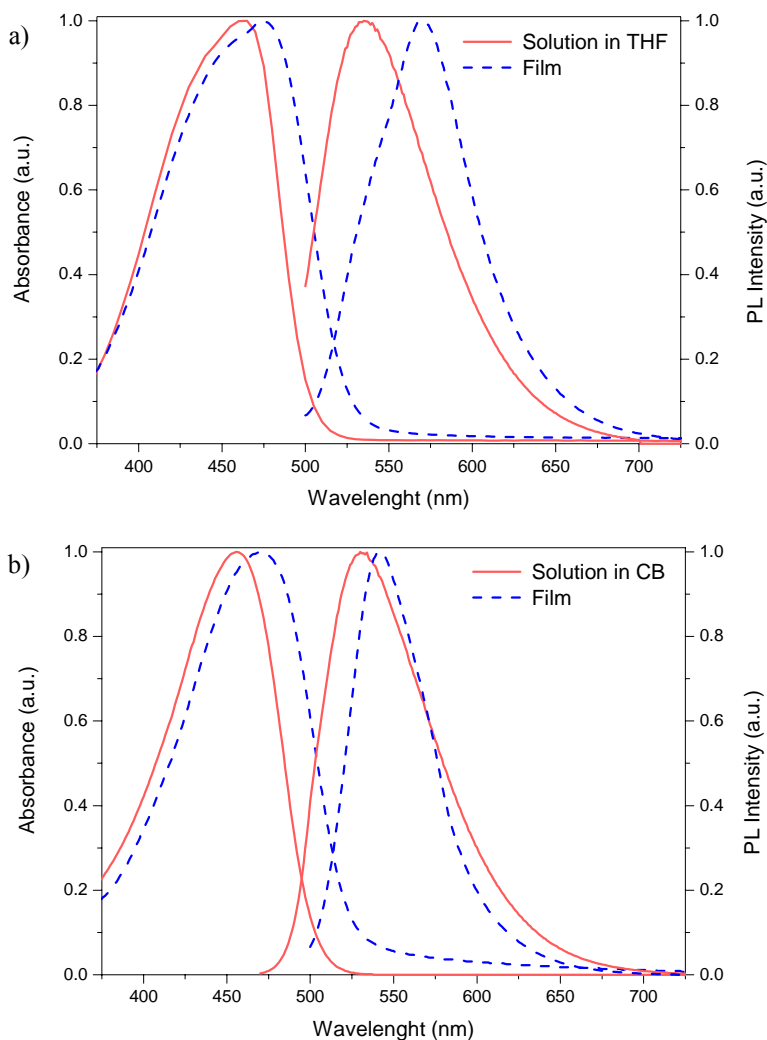 a)
Solution in THF
Film
Absorbance (a.u.)
PL Intensity (a.u.)
1.0
0.8
0.6
0.4
0.2
0.0
1.0
0.8
0.6
0.4
0.2
0.0
400 450 500 550 600 650 700
Wavelenght (nm)
b)
Solution in CB
Film
Absorbance (a.u.)
PL Intensity (a.u.)
1.0
0.8
0.6
0.4
0.2
0.0
1.0
0.8
0.6
0.4
0.2
0.0
400 450 500 550 600 650 700
Wavelenght (nm)